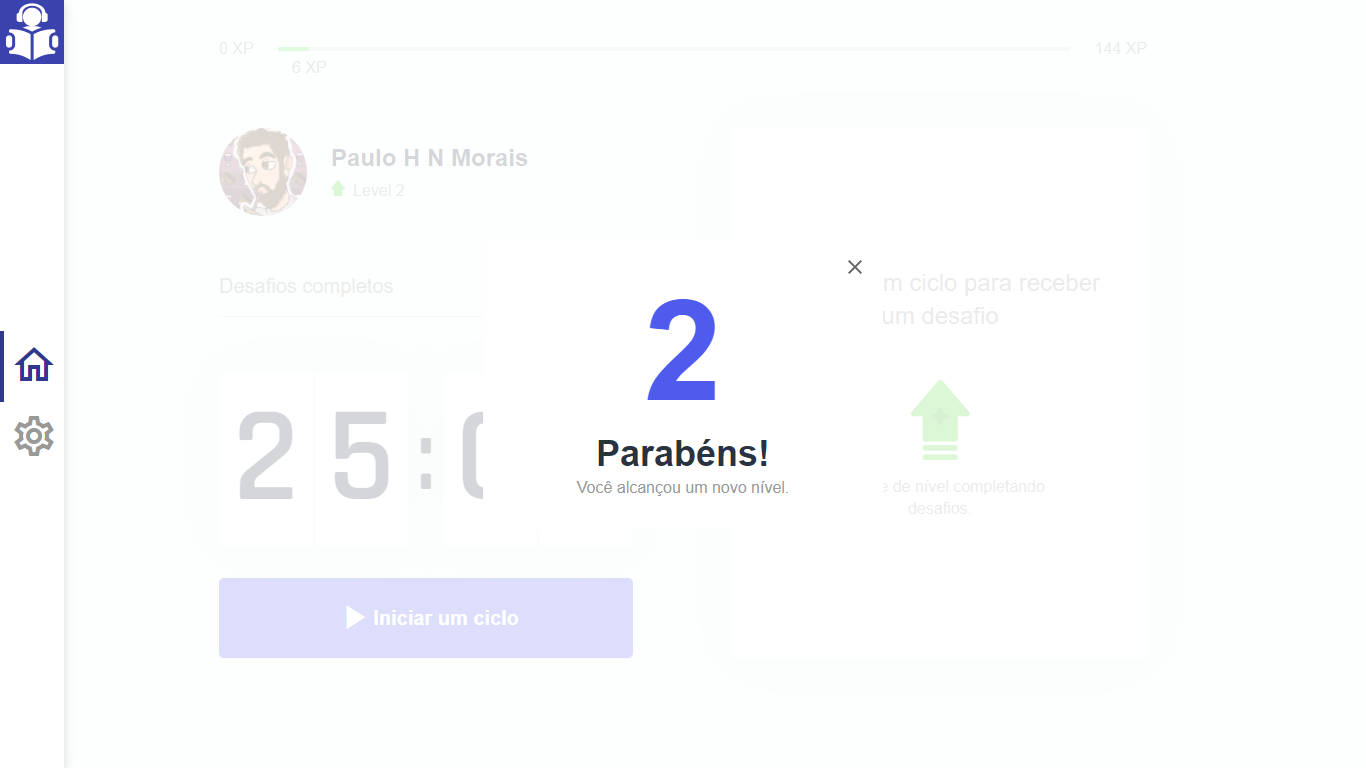 0 XP
144 XP
6 XP
Paulo H N Morais
Level 2
Desafios completos
2
Parabéns!
Você alcançou um novo nível.
m ciclo para receber
um desafio
25:
e de nível completando
desafios.
Iniciar um ciclo